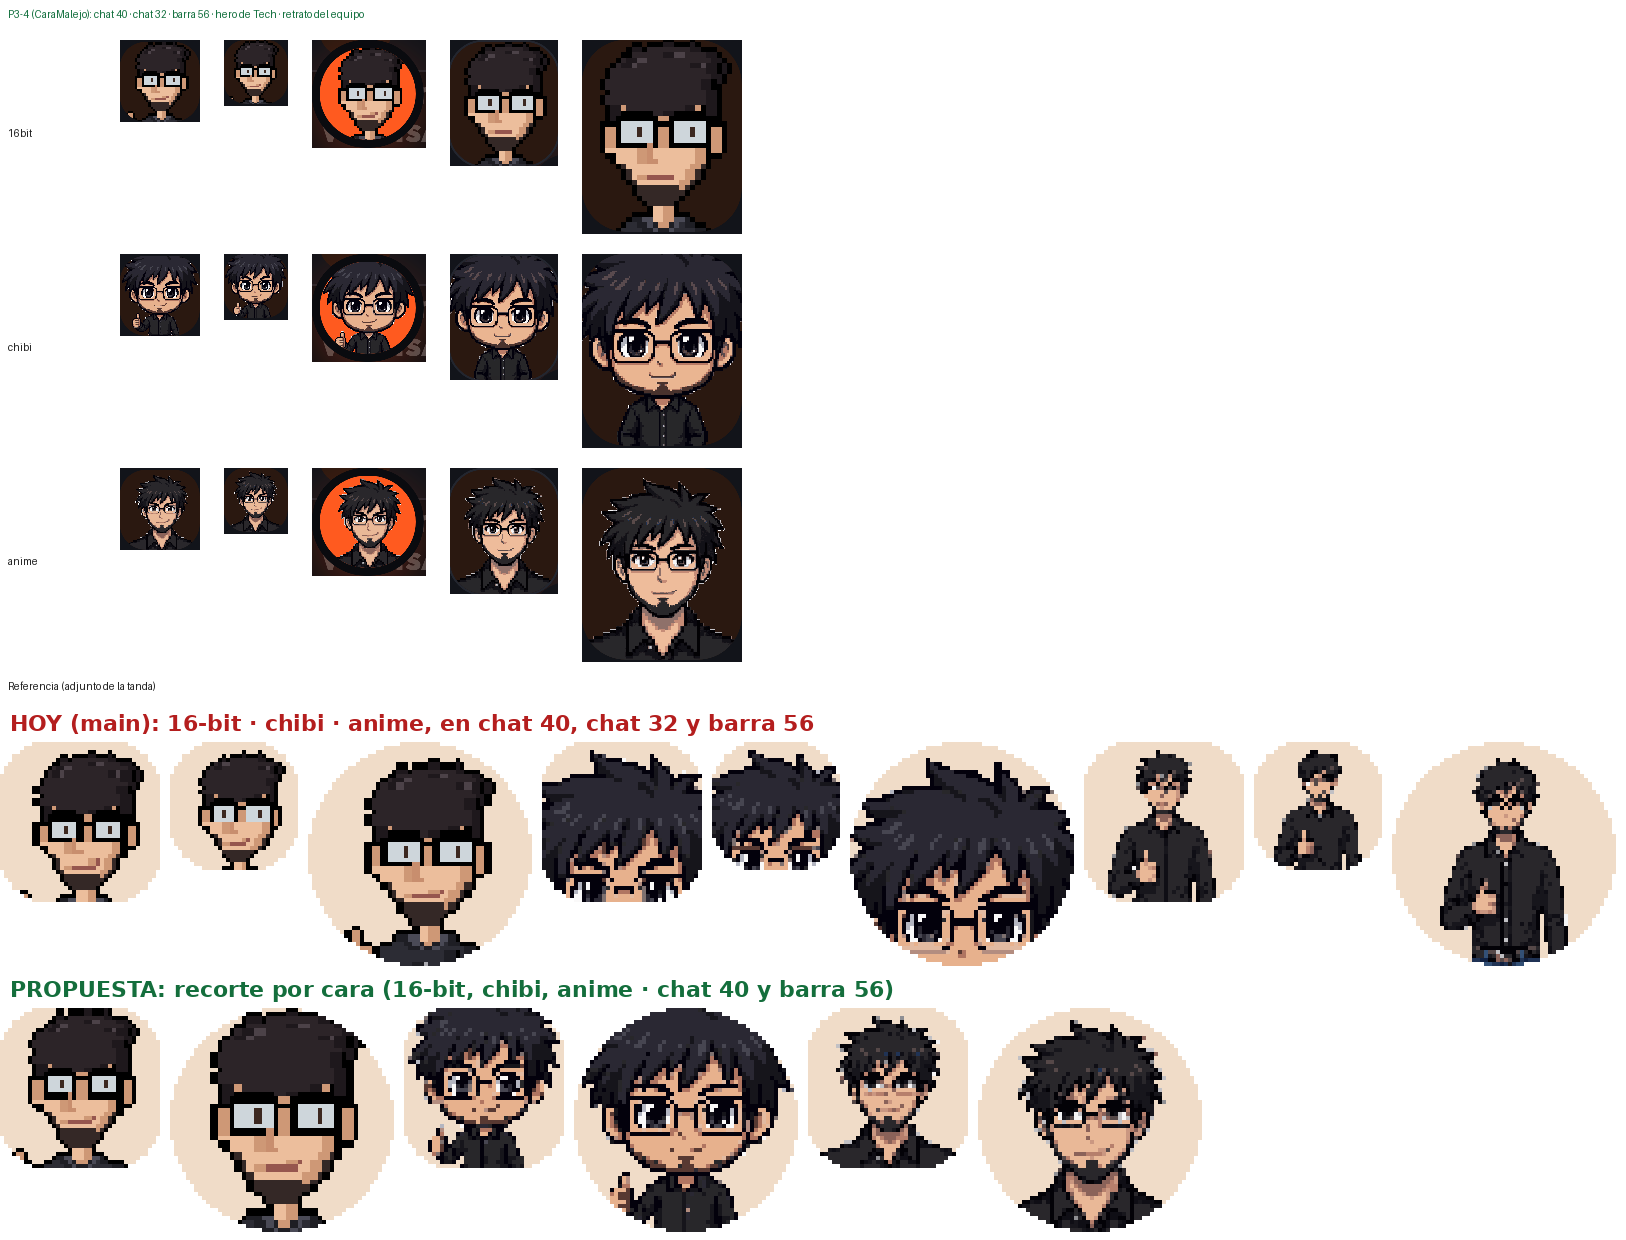 P3-4 (CaraMalejo): chat 40 · chat 32 · barra 56 · hero de Tech · retrato del equipo
16bit
chibi
anime
Referencia (adjunto de la tanda)
HOY (main): 16-bit · chibi · anime, en chat 40, chat 32 y barra 56
PROPUESTA: recorte por cara (16-bit, chibi, anime · chat 40 y barra 56)